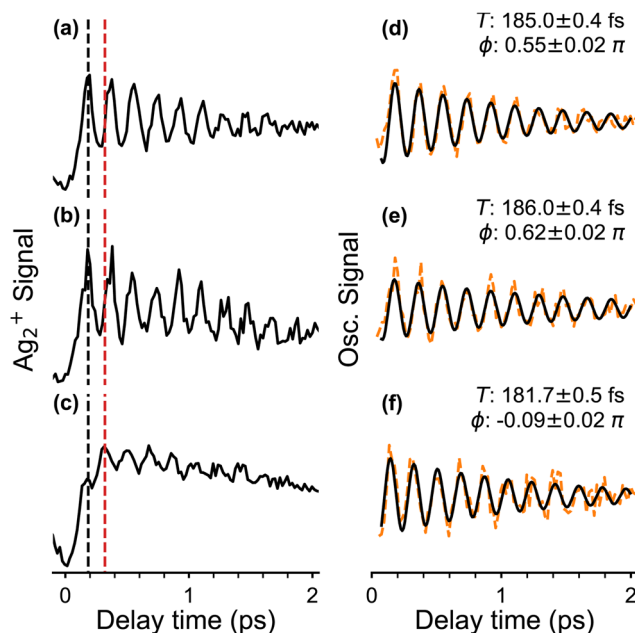 (a)
(b)
(c)
Ag₂⁺ Signal
0 1 2
Delay time (ps)
(d)
T: 185.0±0.4 fs
ϕ: 0.55±0.02 π
(e)
T: 186.0±0.4 fs
ϕ: 0.62±0.02 π
(f)
T: 181.7±0.5 fs
ϕ: -0.09±0.02 π
Osc. Signal
0 1 2
Delay time (ps)